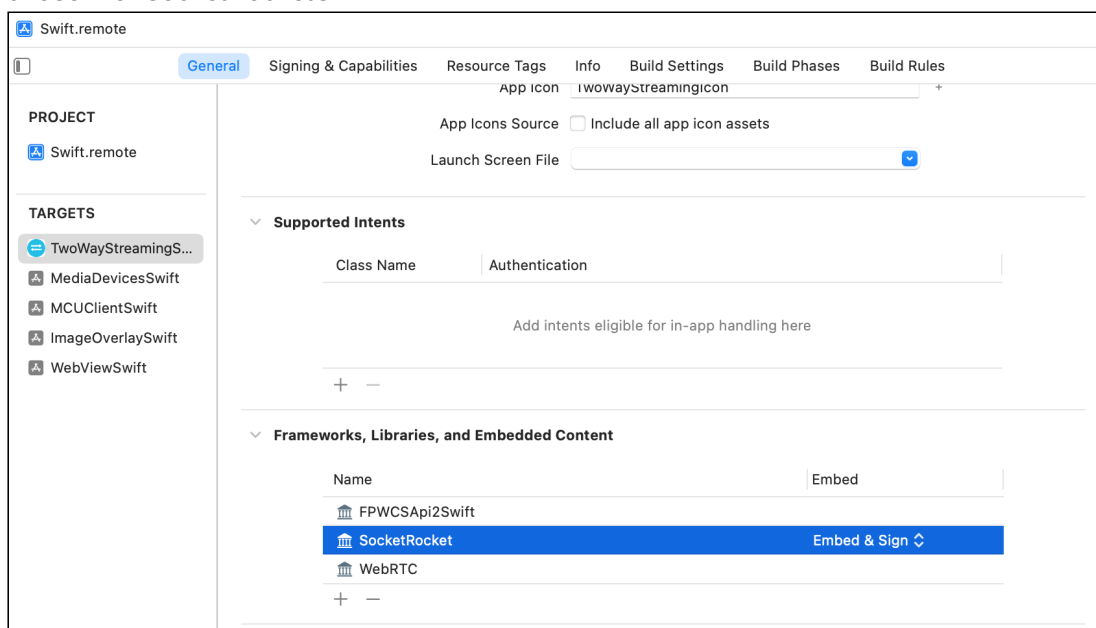 Swift.remote
General Signing & Capabilities Resource Tags Info Build Settings Build Phases Build Rules
App Icon TwoWayStreamingIcon +
PROJECT
App Icons Source Include all app icon assets
Swift.remote
Launch Screen File
TARGETS
Supported Intents
TwoWayStreamingS...
Class Name Authentication
MediaDevicesSwift
MCUClientSwift
Add intents eligible for in-app handling here
ImageOverlaySwift
WebViewSwift
+ −
Frameworks, Libraries, and Embedded Content
Name Embed
FPWCSApi2Swift
SocketRocket Embed & Sign
WebRTC
+ −